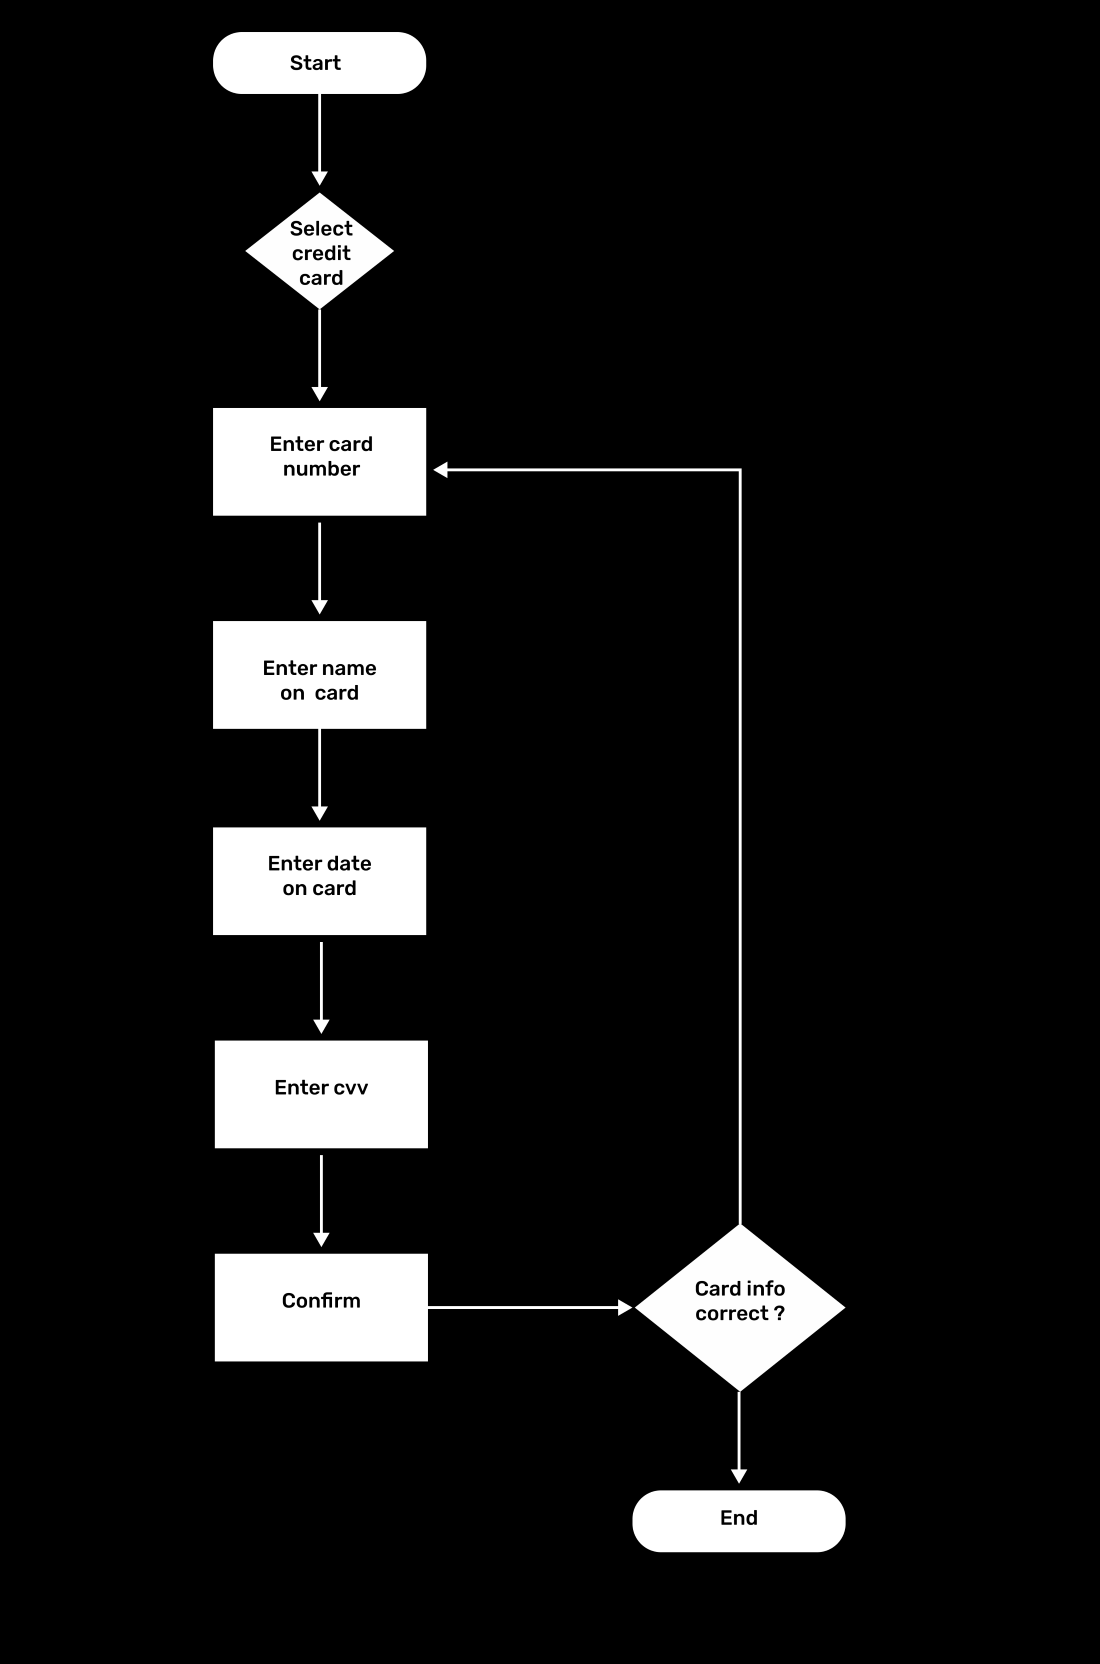 Start
Select
credit
card
Enter card
number
Enter name
on  card
Enter date
on card
Enter cvv
Confirm
Card info
correct ?
End